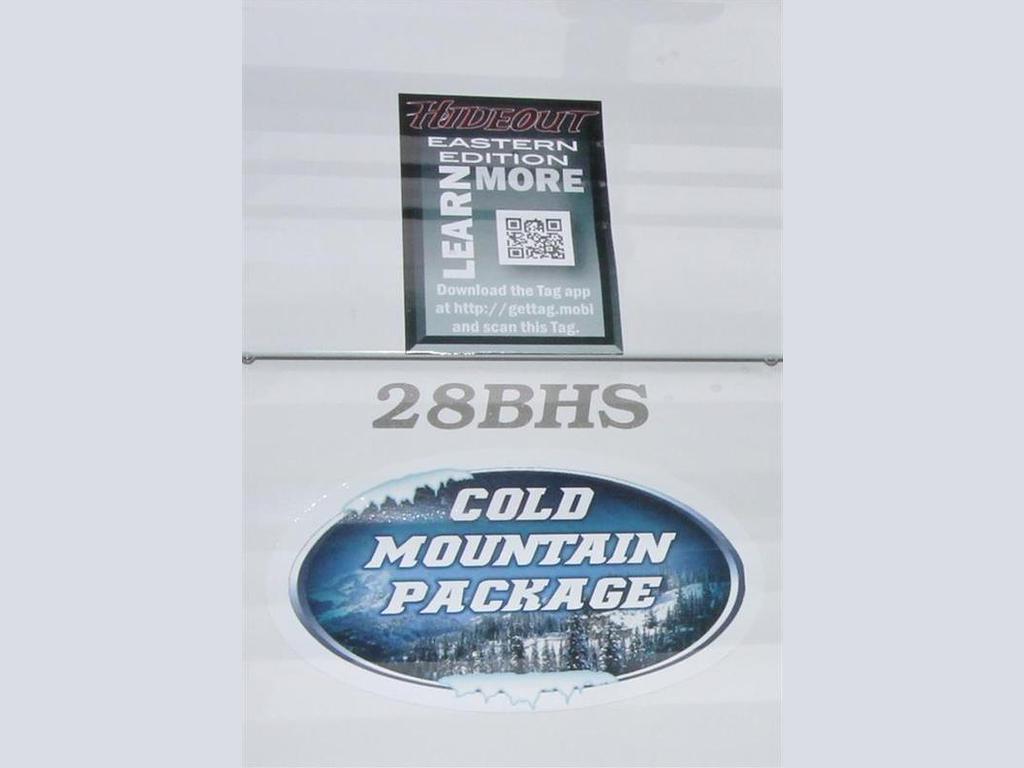 HIDEOUT
EASTERN
EDITION
LEARN
MORE
Download the Tag app
at http://gettag.mobi
and scan this Tag.
28BHS
COLD
MOUNTAIN
PACKAGE